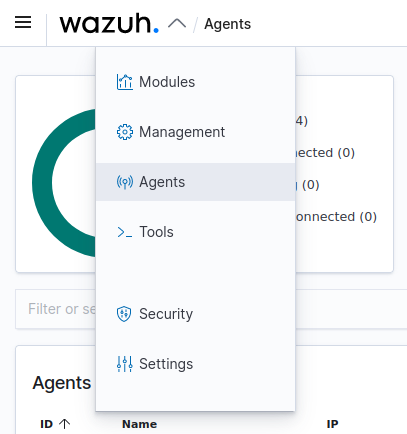 wazuh. / Agents
Modules
4)
Management
nected (0)
Agents
(0)
Tools
onnected (0)
Filter or se
Security
Settings
Agents
ID Name IP